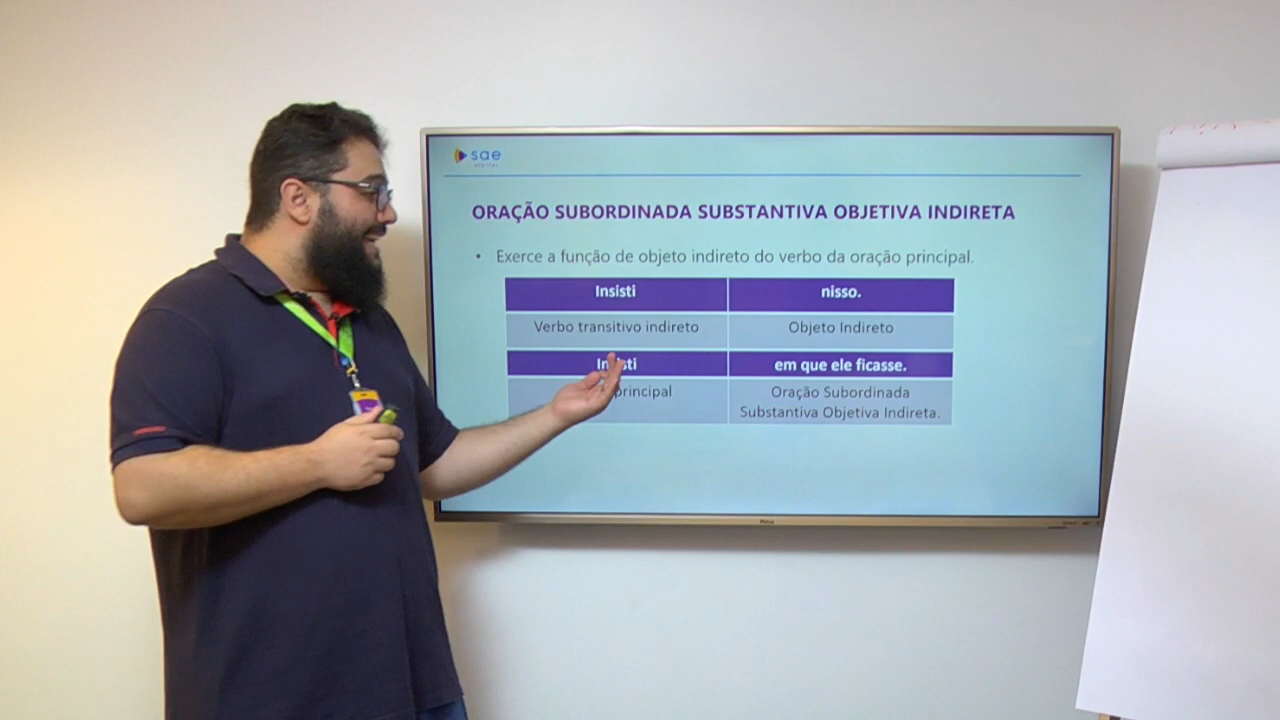 sae
ORAÇÃO SUBORDINADA SUBSTANTIVA OBJETIVA INDIRETA
• Exerce a função de objeto indireto do verbo da oração principal.
Insisti nisso.
Verbo transitivo indireto Objeto Indireto
Insisti em que ele ficasse.
principal Oração Subordinada
Substantiva Objetiva Indireta.